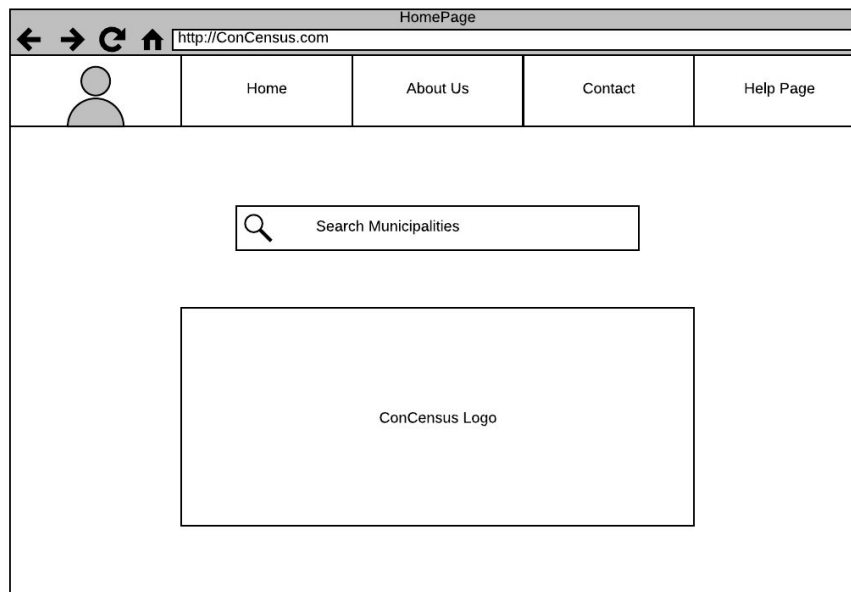 HomePage
http://ConCensus.com
Home
About Us
Contact
Help Page
Search Municipalities
ConCensus Logo